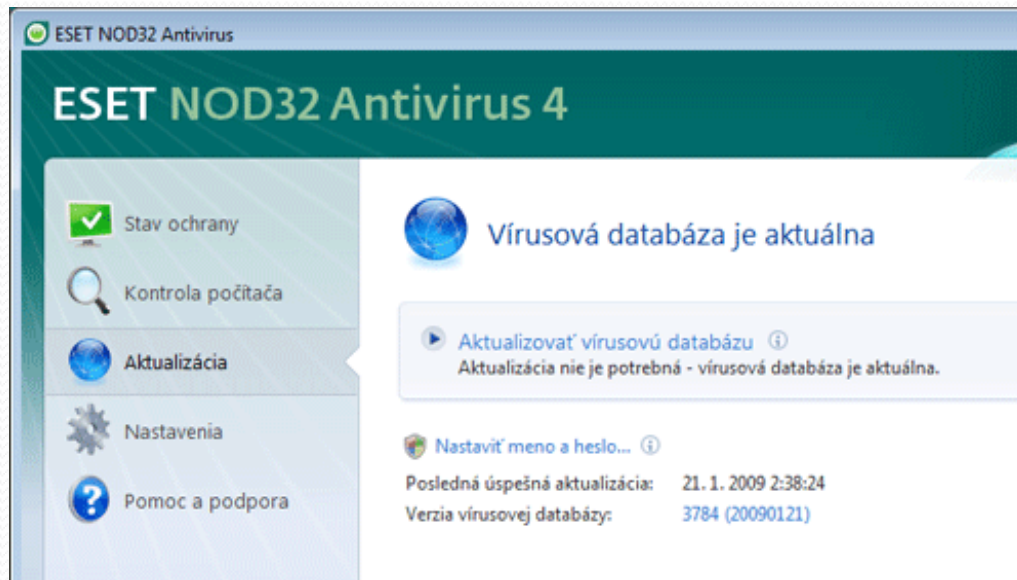 ESET NOD32 Antivirus
ESET NOD32 Antivirus 4
Stav ochrany
Kontrola počítača
Aktualizácia
Nastavenia
Pomoc a podpora
Vírusová databáza je aktuálna
Aktualizovať vírusovú databázu
Aktualizácia nie je potrebná - vírusová databáza je aktuálna.
Nastaviť meno a heslo...
Posledná úspešná aktualizácia: 21. 1. 2009 2:38:24
Verzia vírusovej databázy: 3784 (20090121)